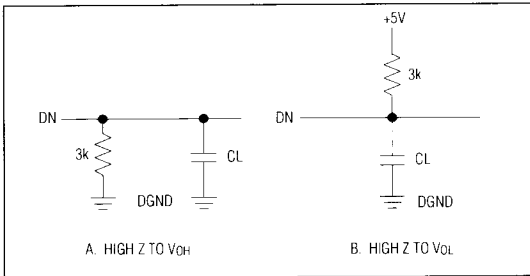 +5V
3k
DN
DN
3k
CL
CL
DGND
DGND
A. HIGH Z TO VOH
B. HIGH Z TO VOL